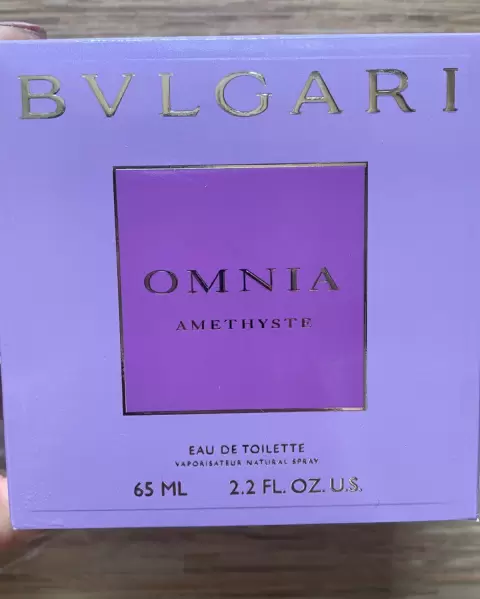 BVLGARI
OMNIA
AMETHYSTE
EAU DE TOILETTE
VAPORISATEUR NATURAL SPRAY
65 ML 2.2 FL. OZ. U.S.